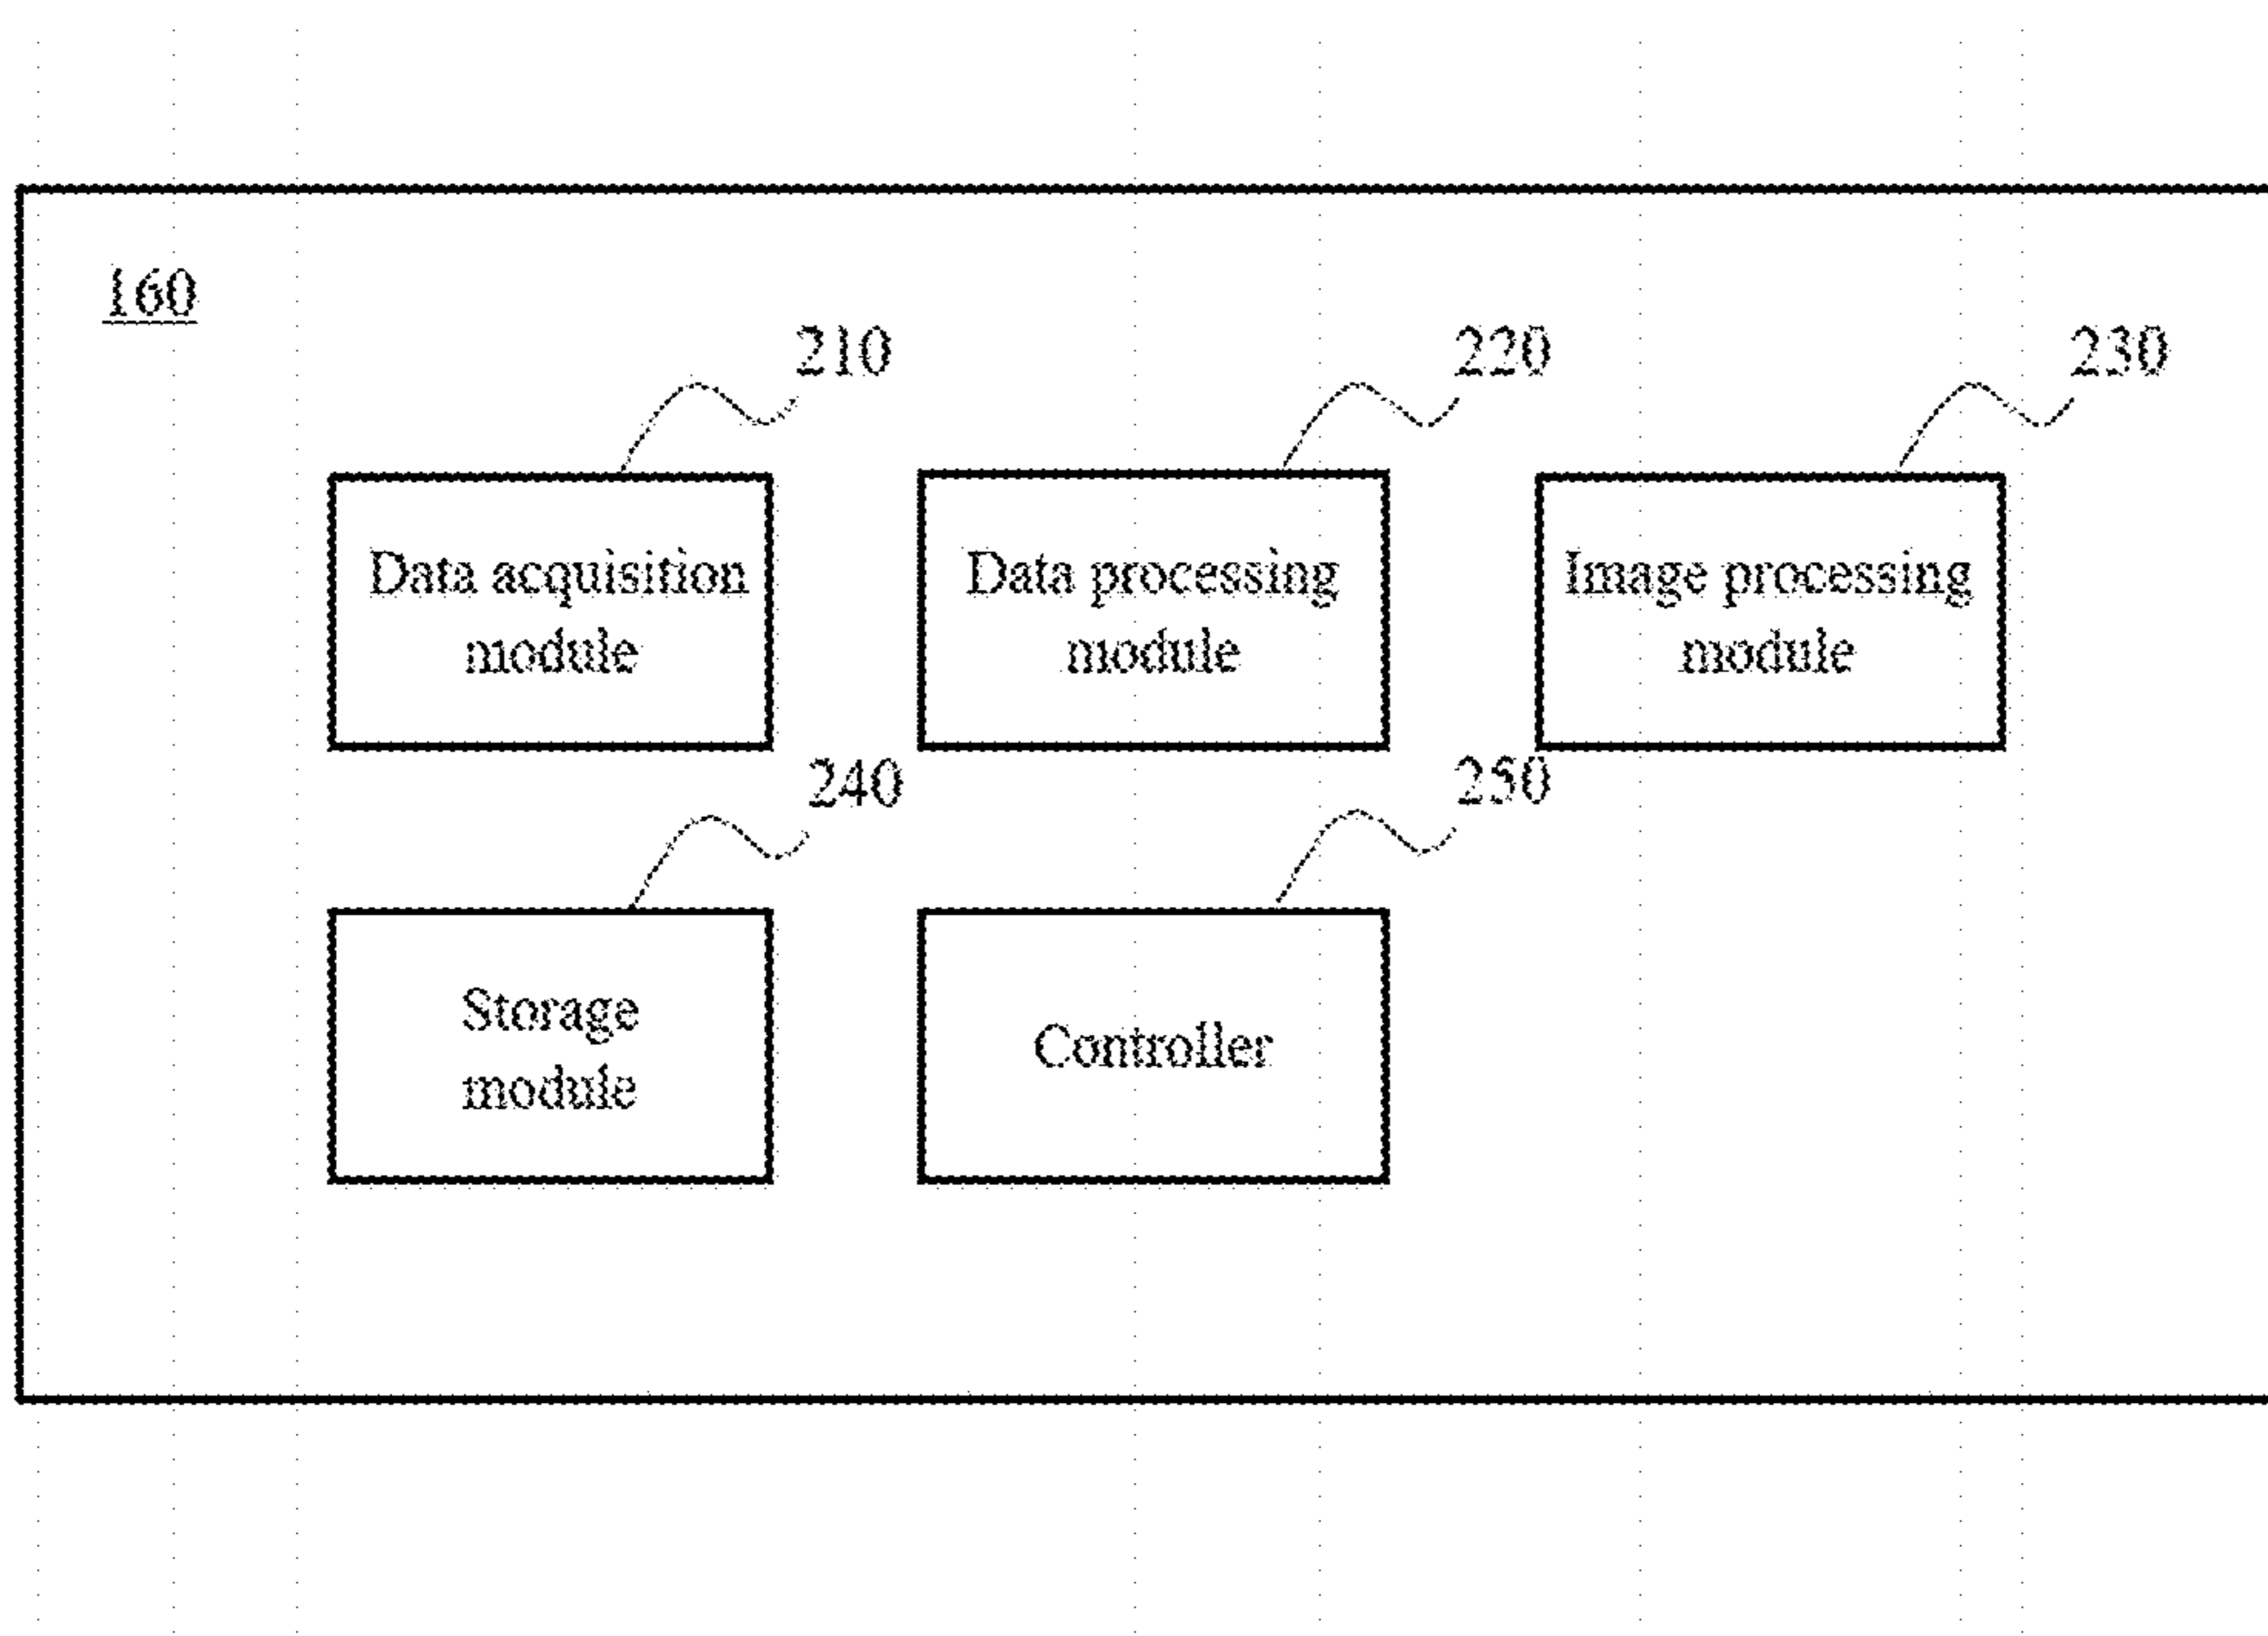 160
210
220
230
Data acquisition
module
Data processing
module
Image processing
module
240
250
Storage
module
Controller